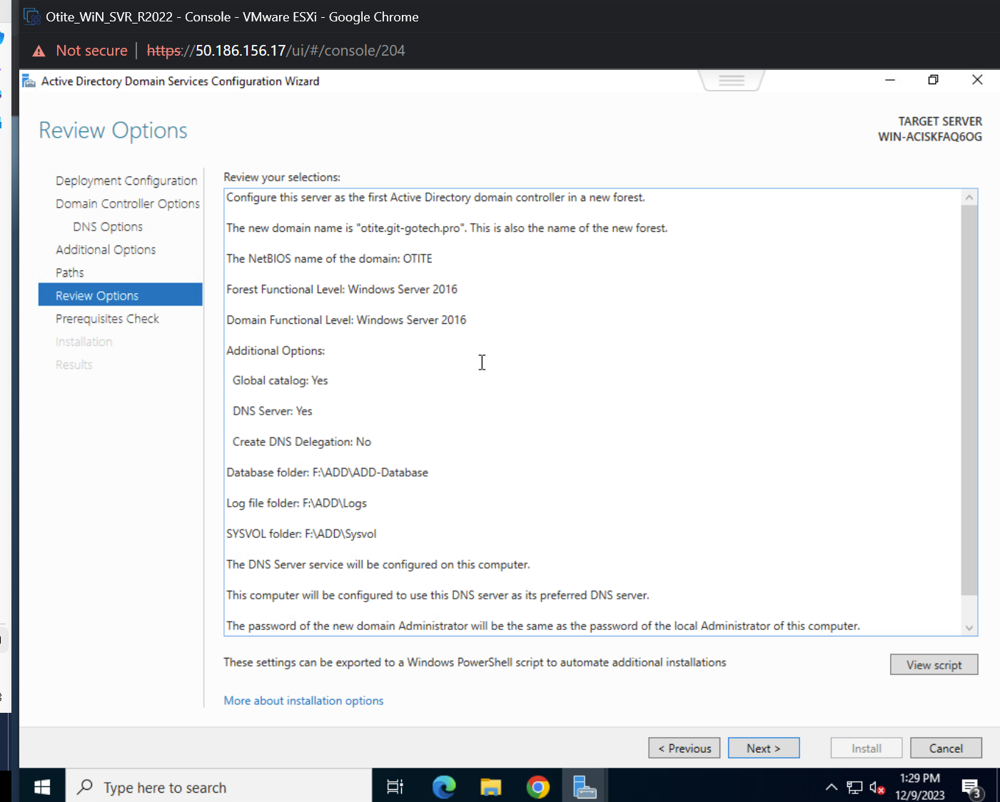 Otite_WiN_SVR_R2022 - Console - VMware ESXi - Google Chrome
Not secure | https://50.186.156.17/ui/#/console/204
Active Directory Domain Services Configuration Wizard
Review Options
TARGET SERVER
WIN-ACISKFAQ6OG
Deployment Configuration
Domain Controller Options
DNS Options
Additional Options
Paths
Review Options
Prerequisites Check
Installation
Results
Review your selections:
Configure this server as the first Active Directory domain controller in a new forest.
The new domain name is "otite.git-gotech.pro". This is also the name of the new forest.
The NetBIOS name of the domain: OTITE
Forest Functional Level: Windows Server 2016
Domain Functional Level: Windows Server 2016
Additional Options:
Global catalog: Yes
DNS Server: Yes
Create DNS Delegation: No
Database folder: F:\ADD\ADD-Database
Log file folder: F:\ADD\Logs
SYSVOL folder: F:\ADD\Sysvol
The DNS Server service will be configured on this computer.
This computer will be configured to use this DNS server as its preferred DNS server.
The password of the new domain Administrator will be the same as the password of the local Administrator of this computer.
These settings can be exported to a Windows PowerShell script to automate additional installations
View script
More about installation options
< Previous
Next >
Install
Cancel
Type here to search
1:29 PM
12/9/2023
3